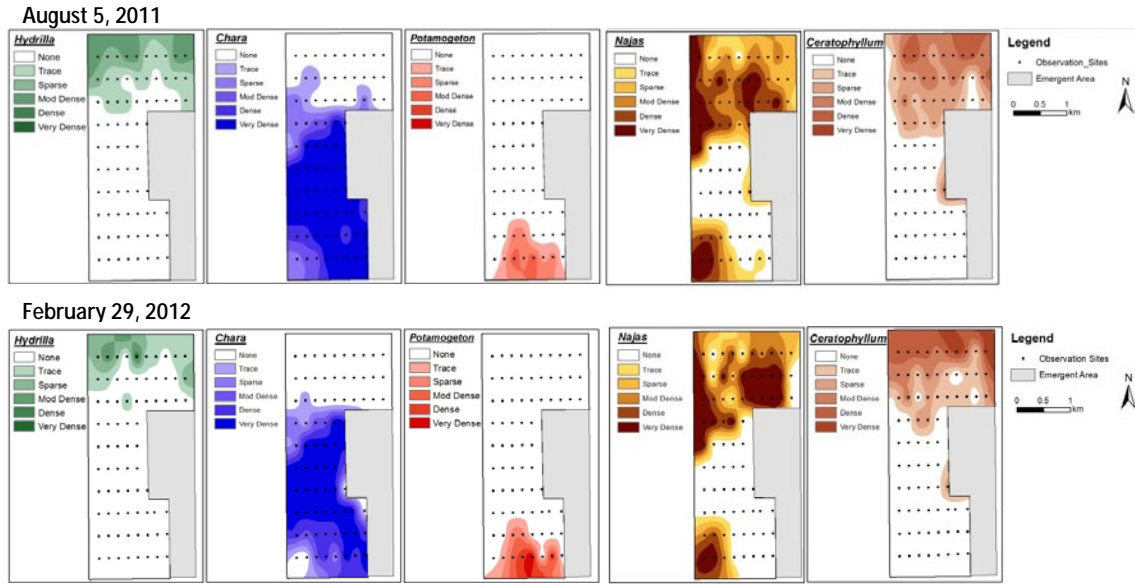 August 5, 2011
Hydrilla
None
Trace
Sparse
Mod Dense
Dense
Very Dense
Chara
None
Trace
Sparse
Mod Dense
Dense
Very Dense
Potamogeton
None
Trace
Sparse
Mod Dense
Dense
Very Dense
Najas
None
Trace
Sparse
Mod Dense
Dense
Very Dense
Ceratophyllum
None
Trace
Sparse
Mod Dense
Dense
Very Dense
Legend
Observation_Sites
Emergent Area
0 0.5 1
km
N
February 29, 2012
Hydrilla
None
Trace
Sparse
Mod Dense
Dense
Very Dense
Chara
None
Trace
Sparse
Mod Dense
Dense
Very Dense
Potamogeton
None
Trace
Sparse
Mod Dense
Dense
Very Dense
Najas
None
Trace
Sparse
Mod Dense
Dense
Very Dense
Ceratophyllum
None
Trace
Sparse
Mod Dense
Dense
Very Dense
Legend
Observation Sites
Emergent Area
0 0.5 1
km
N